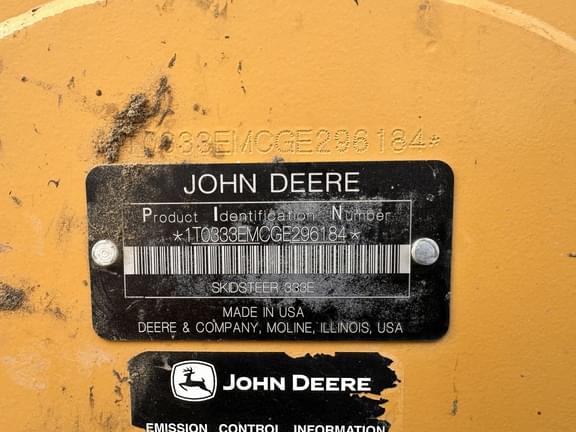 1T0333EMCGE296184*
JOHN DEERE
Product Identification Number
*1T0333EMCGE296184*
SKIDSTEER 333E
MADE IN USA
DEERE & COMPANY, MOLINE, ILLINOIS, USA
JOHN DEERE
EMISSION CONTROL INFORMATION